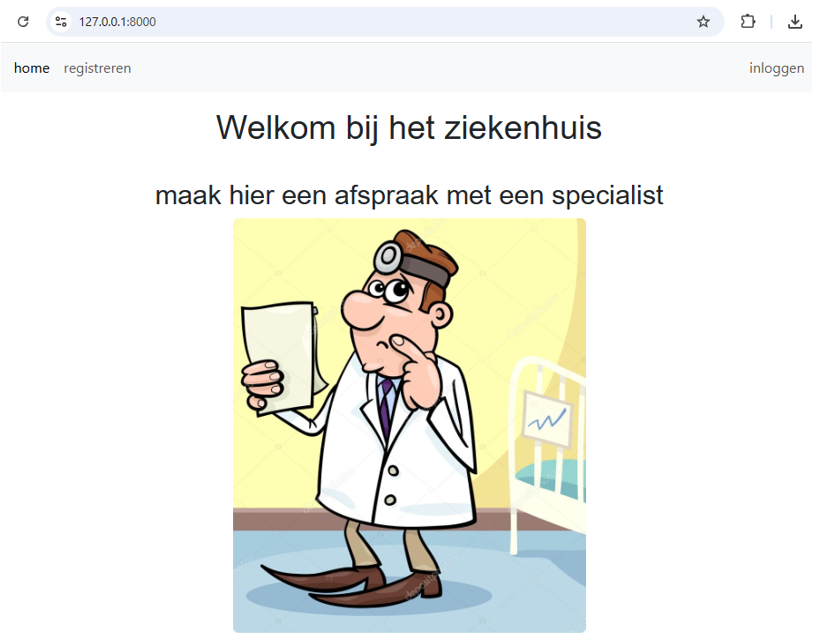 127.0.0.1:8000
home registreren inloggen
Welkom bij het ziekenhuis
maak hier een afspraak met een specialist